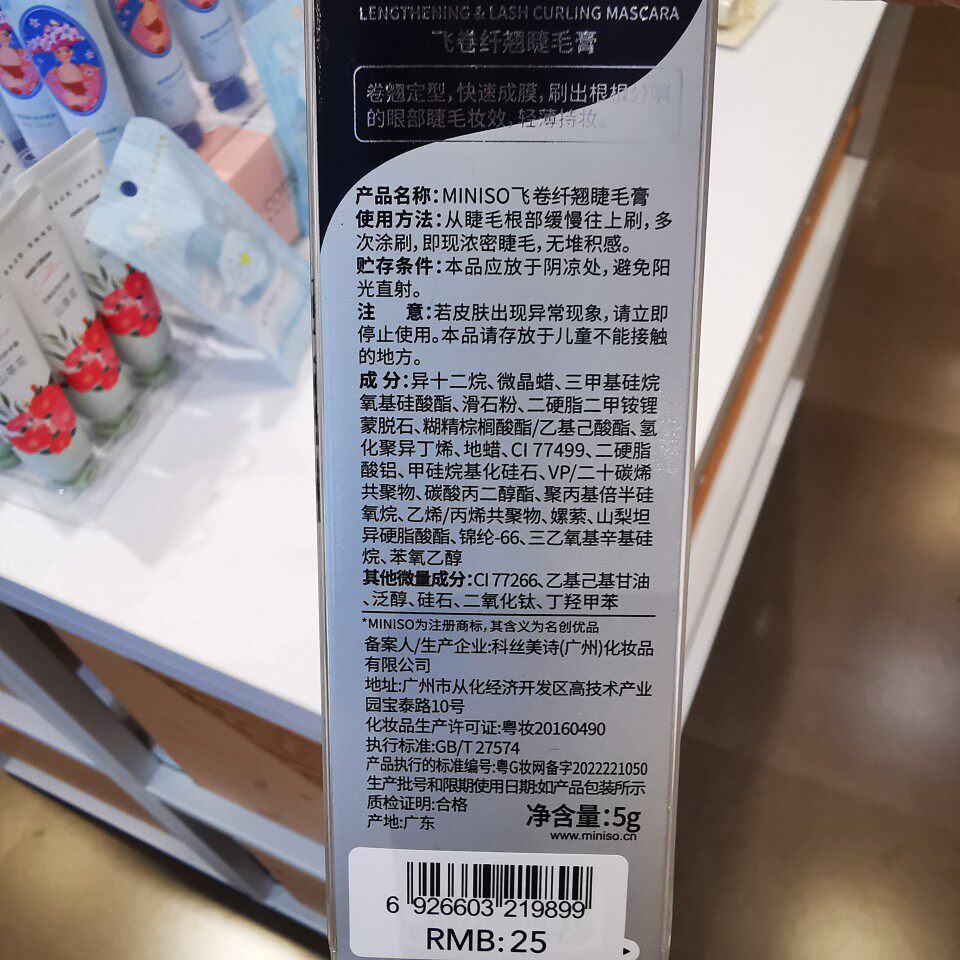 LENGTHENING & LASH CURLING MASCARA
飞卷纤翘睫毛膏
卷翘定型,快速成膜,刷出根根分明
的眼部睫毛妆效,轻薄持妆。
产品名称:MINISO飞卷纤翘睫毛膏
使用方法:从睫毛根部缓慢往上刷,多
次涂刷,即现浓密睫毛,无堆积感。
贮存条件:本品应放于阴凉处,避免阳
光直射。
注 意:若皮肤出现异常现象,请立即
停止使用。本品请存放于儿童不能接触
的地方。
成 分:异十二烷、微晶蜡、三甲基硅烷
氧基硅酸酯、滑石粉、二硬脂二甲铵锂
蒙脱石、糊精棕榈酸酯/乙基己酸酯、氢
化聚异丁烯、地蜡、CI 77499、二硬脂
酸铝、甲硅烷基化硅石、VP/二十碳烯
共聚物、碳酸丙二醇酯、聚丙基倍半硅
氧烷、乙烯/丙烯共聚物、嫘萦、山梨坦
异硬脂酸酯、锦纶-66、三乙氧基辛基硅
烷、苯氧乙醇
其他微量成分:CI 77266、乙基己基甘油
、泛醇、硅石、二氧化钛、丁羟甲苯
*MINISO为注册商标,其含义为名创优品
备案人/生产企业:科丝美诗(广州)化妆品
有限公司
地址:广州市从化经济开发区高技术产业
园宝泰路10号
化妆品生产许可证:粤妆20160490
执行标准:GB/T 27574
产品执行的标准编号:粤G妆网备字2022221050
生产批号和限期使用日期:如产品包装所示
质检证明:合格
产地:广东
净含量:5g
www.miniso.cn
6 926603 219899
RMB: 25